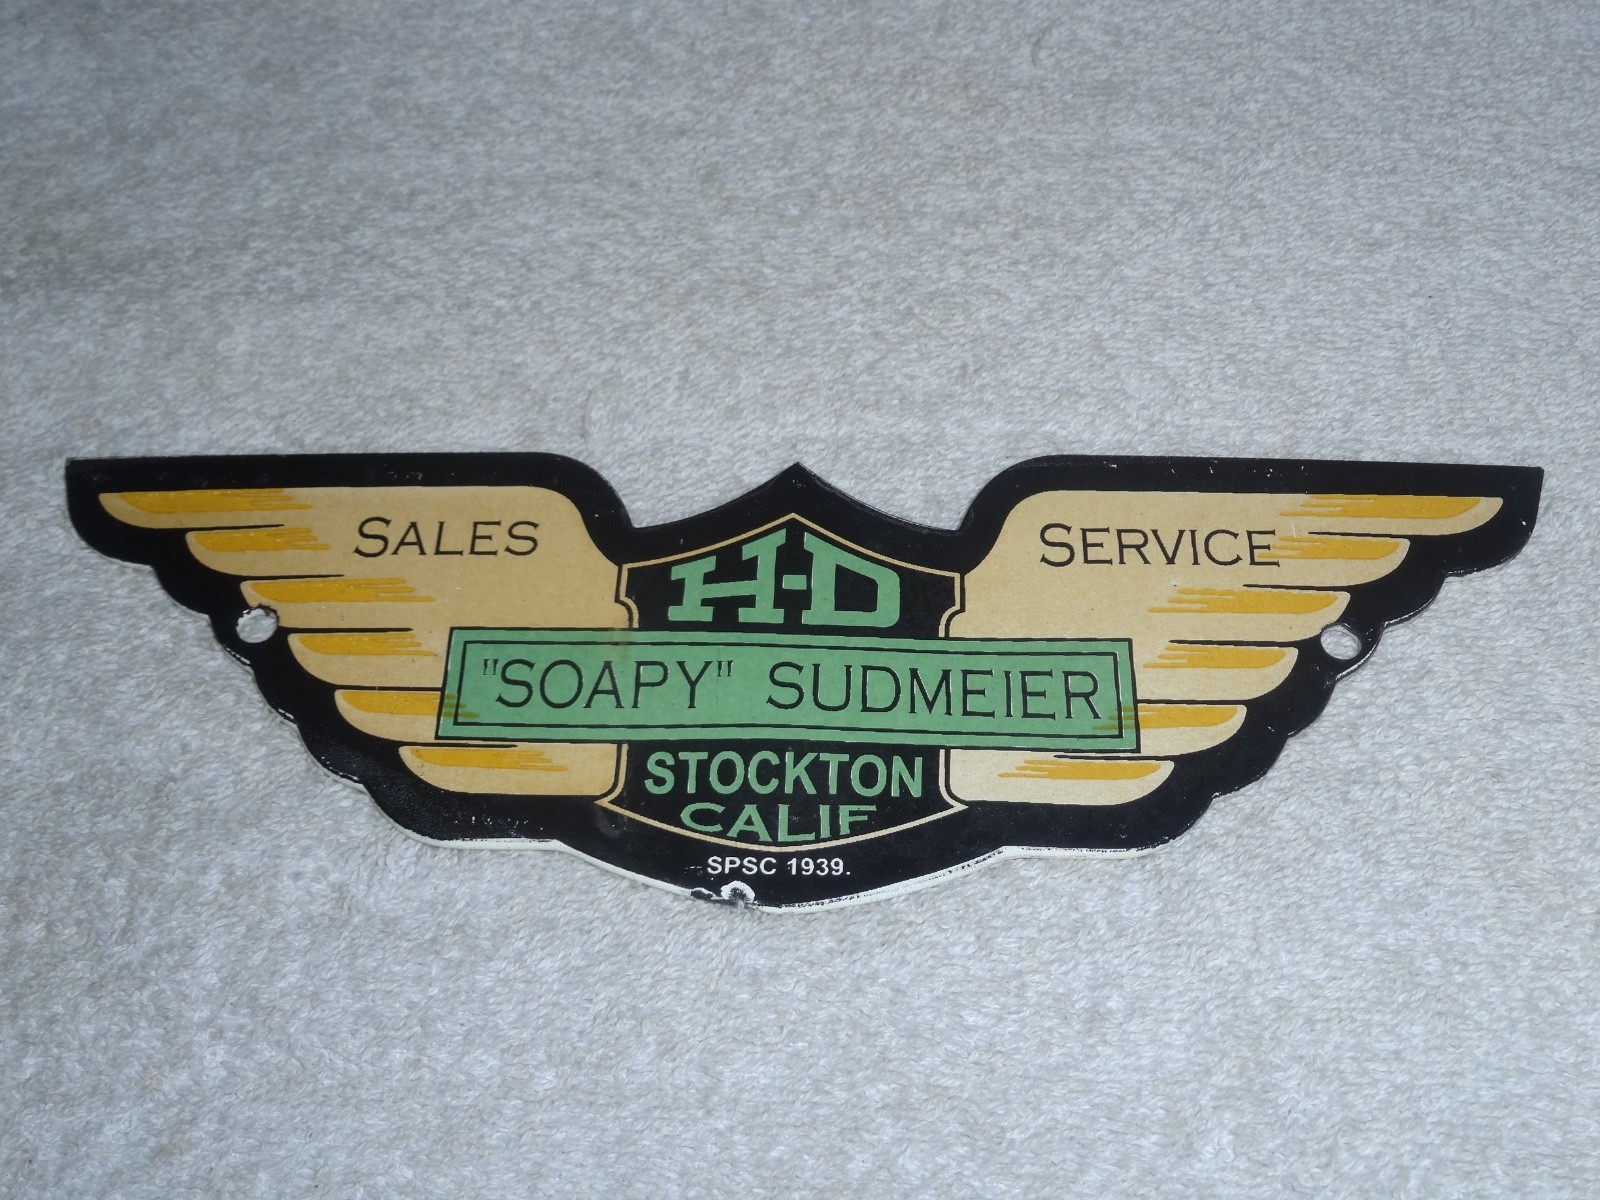 SALES
SERVICE
H-D
"SOAPY" SUDMEIER
STOCKTON
CALIF
SPSC 1939.